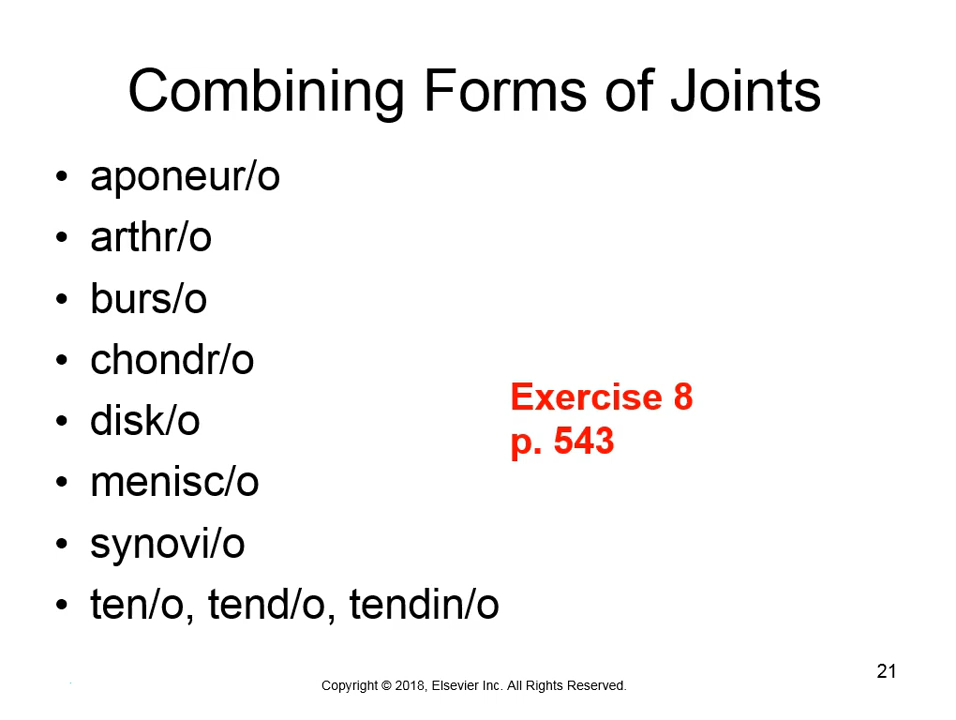 Combining Forms of Joints
• aponeur/o
• arthr/o
• burs/o
• chondr/o
• disk/o
• menisc/o
• synovi/o
• ten/o, tend/o, tendin/o
Exercise 8
p. 543
Copyright © 2018, Elsevier Inc. All Rights Reserved.
21